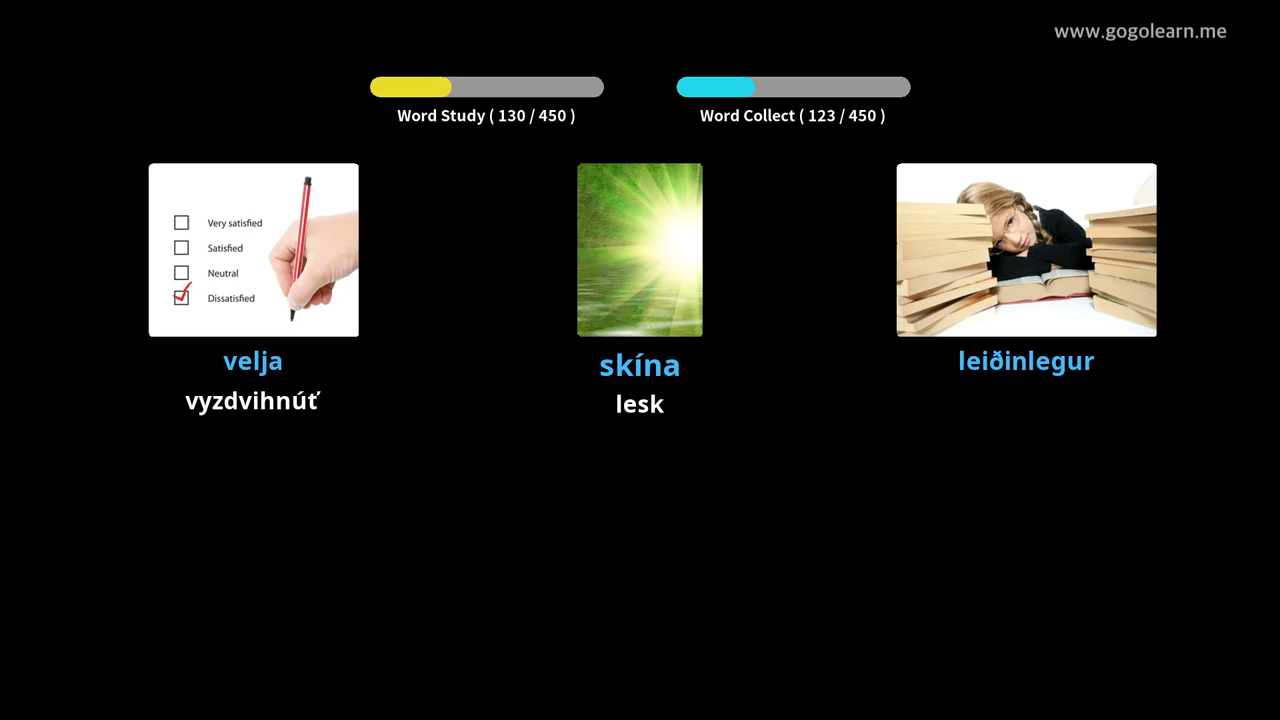 www.gogolearn.me
Word Study ( 130 / 450 )
Word Collect ( 123 / 450 )
Very satisfied
Satisfied
Neutral
Dissatisfied
velja
skína
leiðinlegur
vyzdvihnúť
lesk